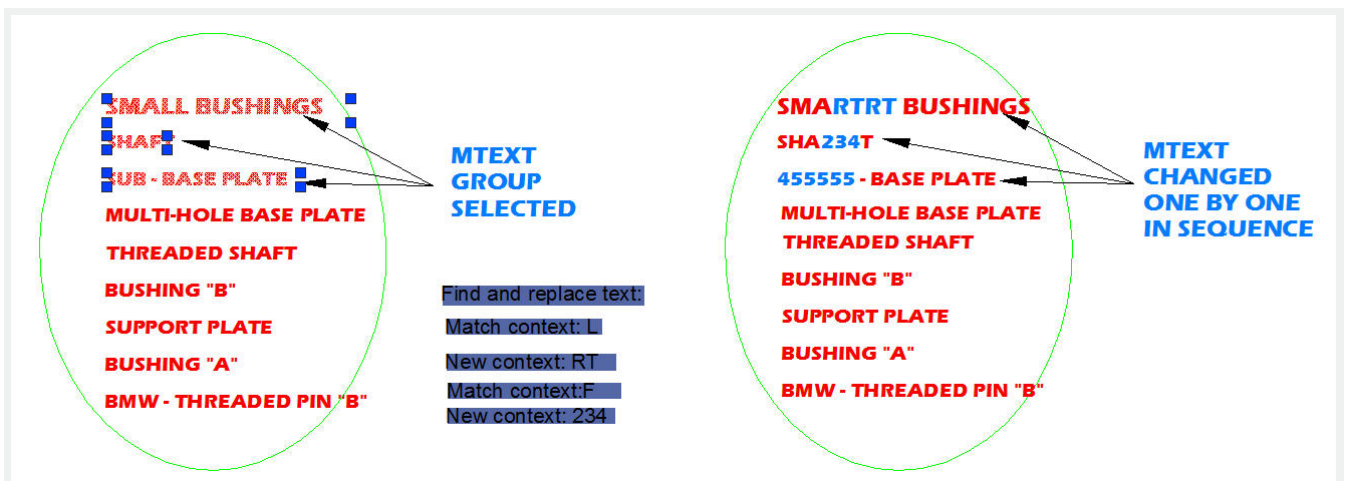 SMALL BUSHINGS
SHAFT
SUB - BASE PLATE
MULTI-HOLE BASE PLATE
THREADED SHAFT
BUSHING "B"
SUPPORT PLATE
BUSHING "A"
BMW - THREADED PIN "B"
MTEXT
GROUP
SELECTED
Find and replace text:
Match context: L
New context: RT
Match context:F
New context: 234
SMARTRT BUSHINGS
SHA234T
455555 - BASE PLATE
MULTI-HOLE BASE PLATE
THREADED SHAFT
BUSHING "B"
SUPPORT PLATE
BUSHING "A"
BMW - THREADED PIN "B"
MTEXT
CHANGED
ONE BY ONE
IN SEQUENCE